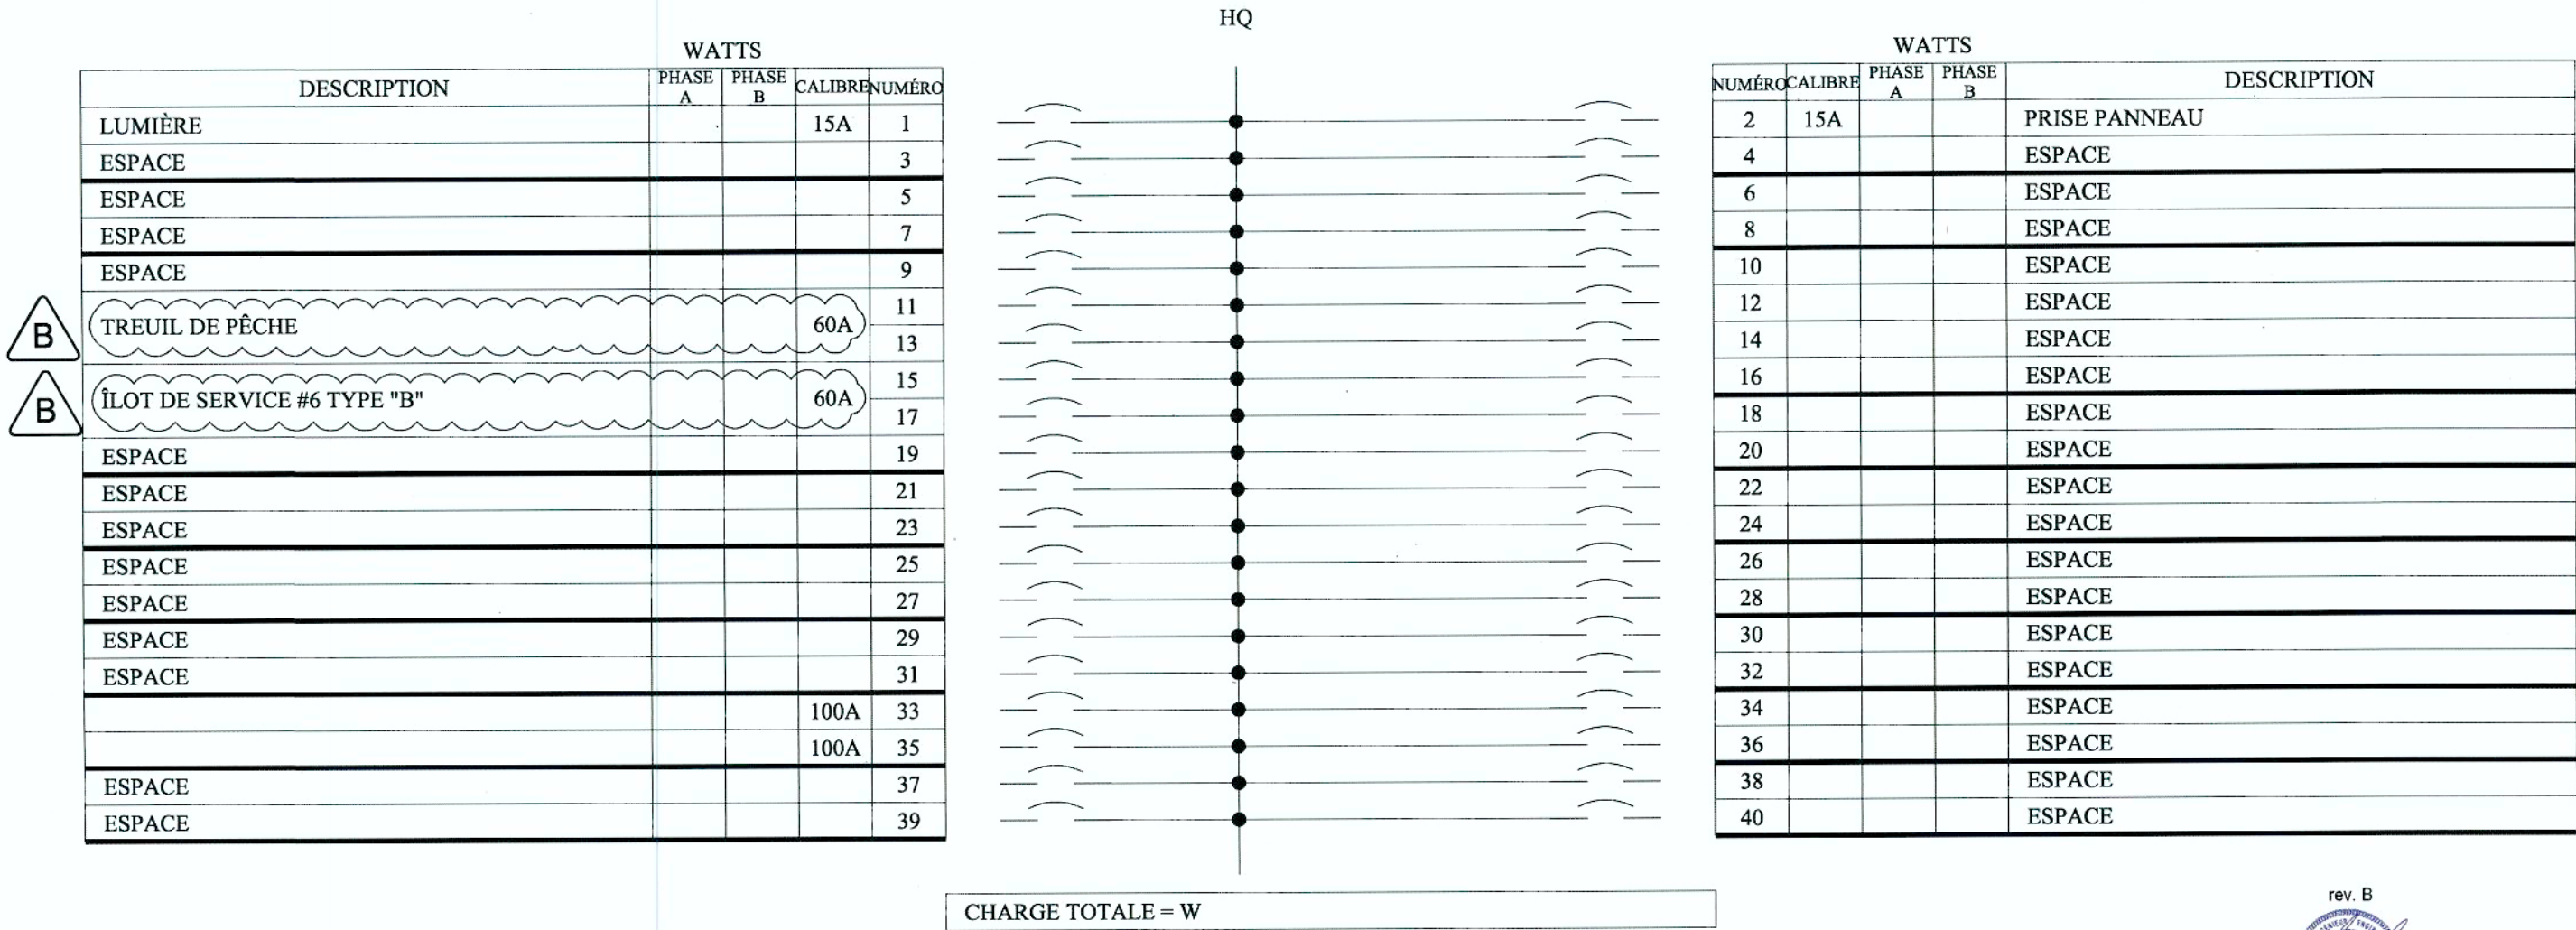 HQ
WATTS
DESCRIPTION PHASE A PHASE B CALIBRE NUMÉRO
LUMIÈRE 15A 1
ESPACE 3
ESPACE 5
ESPACE 7
ESPACE 9
B TREUIL DE PÊCHE 60A 11
13
B ÎLOT DE SERVICE #6 TYPE "B" 60A 15
17
ESPACE 19
ESPACE 21
ESPACE 23
ESPACE 25
ESPACE 27
ESPACE 29
ESPACE 31
100A 33
100A 35
ESPACE 37
ESPACE 39
WATTS
NUMÉRO CALIBRE PHASE A PHASE B DESCRIPTION
2 15A PRISE PANNEAU
4 ESPACE
6 ESPACE
8 ESPACE
10 ESPACE
12 ESPACE
14 ESPACE
16 ESPACE
18 ESPACE
20 ESPACE
22 ESPACE
24 ESPACE
26 ESPACE
28 ESPACE
30 ESPACE
32 ESPACE
34 ESPACE
36 ESPACE
38 ESPACE
40 ESPACE
CHARGE TOTALE = W
rev. B